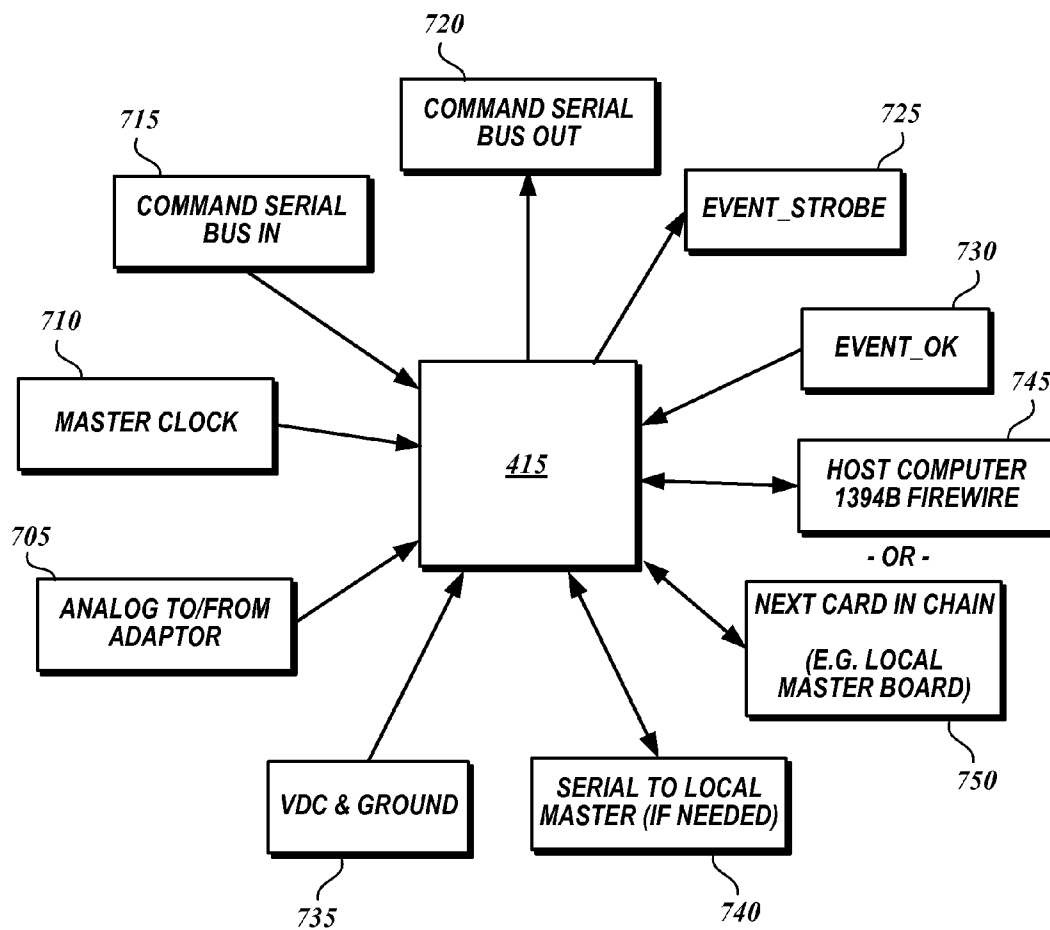 720
COMMAND SERIAL
BUS OUT
715
COMMAND SERIAL
BUS IN
725
EVENT_STROBE
730
EVENT_OK
710
MASTER CLOCK
415
745
HOST COMPUTER
1394B FIREWIRE
- OR -
705
ANALOG TO/FROM
ADAPTOR
NEXT CARD IN CHAIN
(E.G. LOCAL
MASTER BOARD)
750
VDC & GROUND
735
SERIAL TO LOCAL
MASTER (IF NEEDED)
740